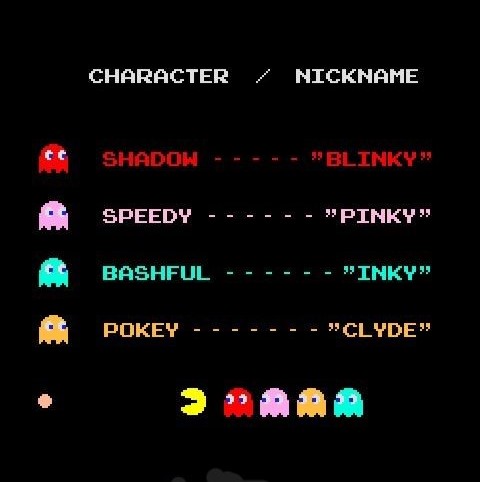 CHARACTER / NICKNAME
SHADOW - - - - - "BLINKY"
SPEEDY - - - - - - "PINKY"
BASHFUL - - - - - - "INKY"
POKEY - - - - - - - "CLYDE"